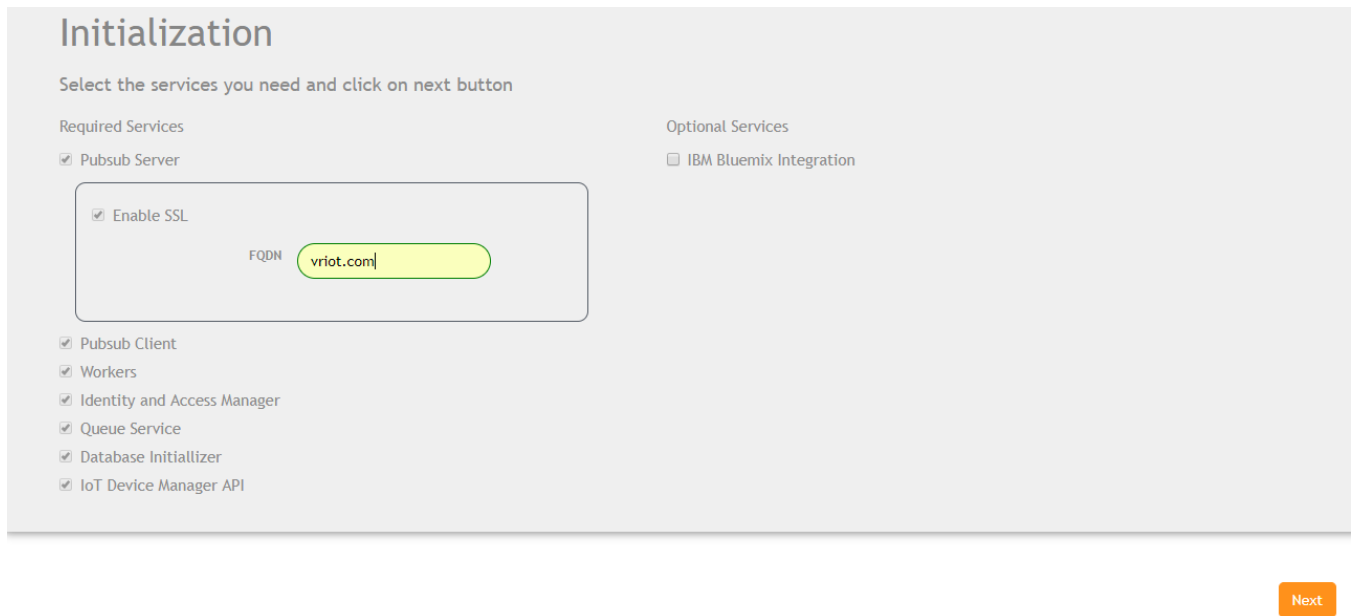 Initialization
Select the services you need and click on next button
Required Services
Pubsub Server
Enable SSL
FQDN vriot.com
Pubsub Client
Workers
Identity and Access Manager
Queue Service
Database Initiallizer
IoT Device Manager API
Optional Services
IBM Bluemix Integration
Next